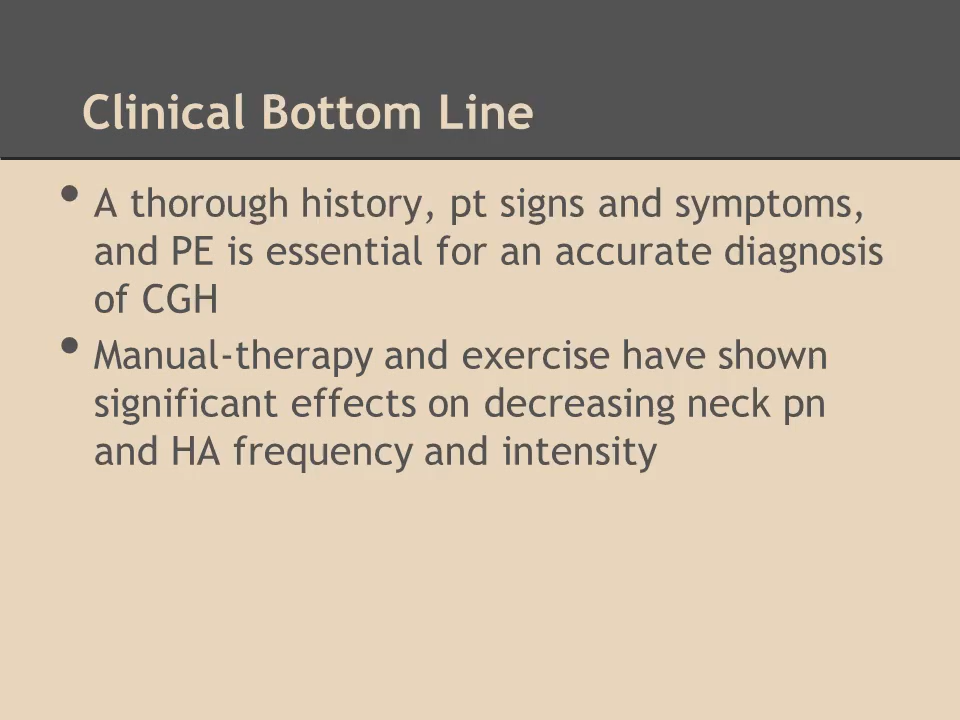 Clinical Bottom Line
• A thorough history, pt signs and symptoms,
and PE is essential for an accurate diagnosis
of CGH
• Manual-therapy and exercise have shown
significant effects on decreasing neck pn
and HA frequency and intensity